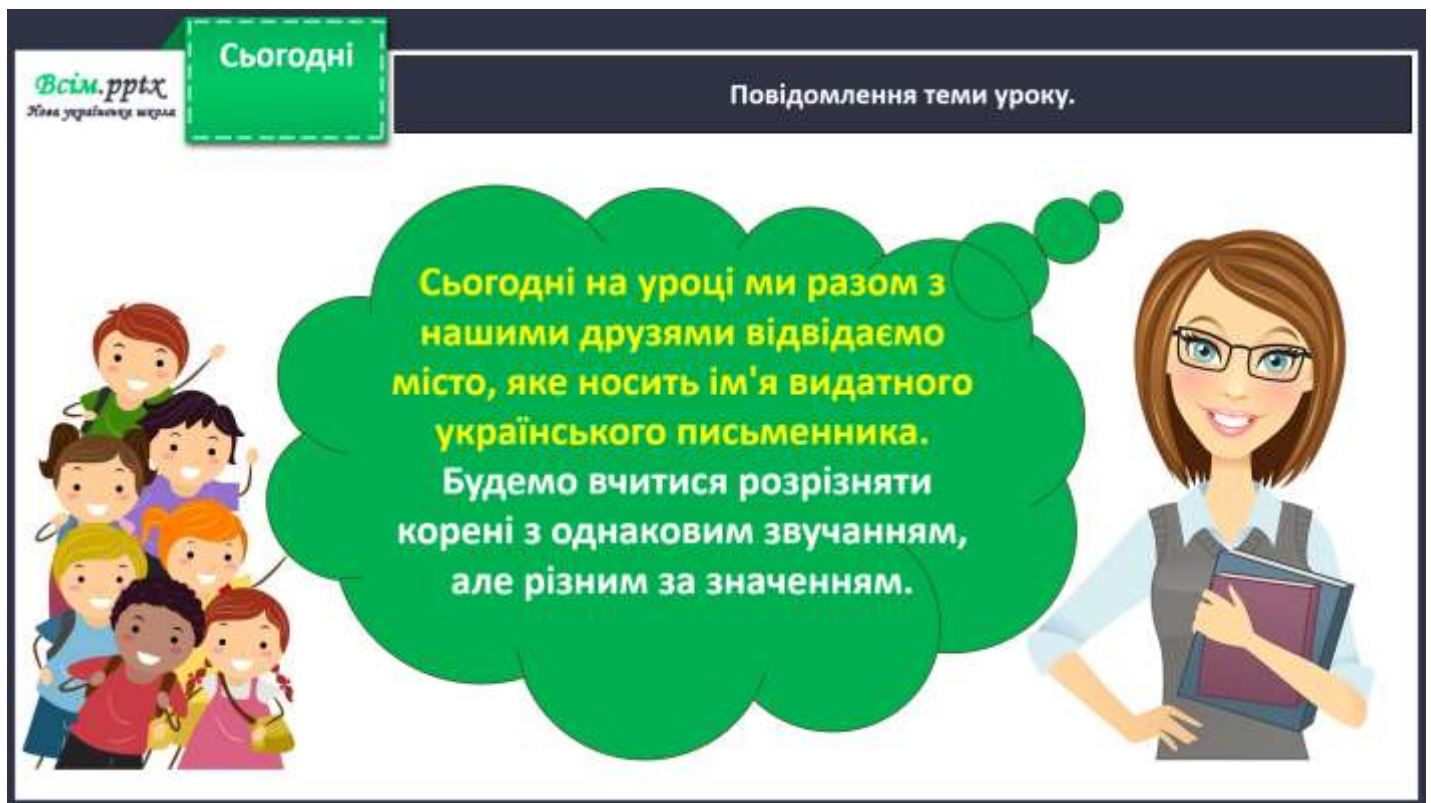 Сьогодні
Всім.pptx
Нова українська школа
Повідомлення теми уроку.
Сьогодні на уроці ми разом з
нашими друзями відвідаємо
місто, яке носить ім'я видатного
українського письменника.
Будемо вчитися розрізняти
корені з однаковим звучанням,
але різним за значенням.